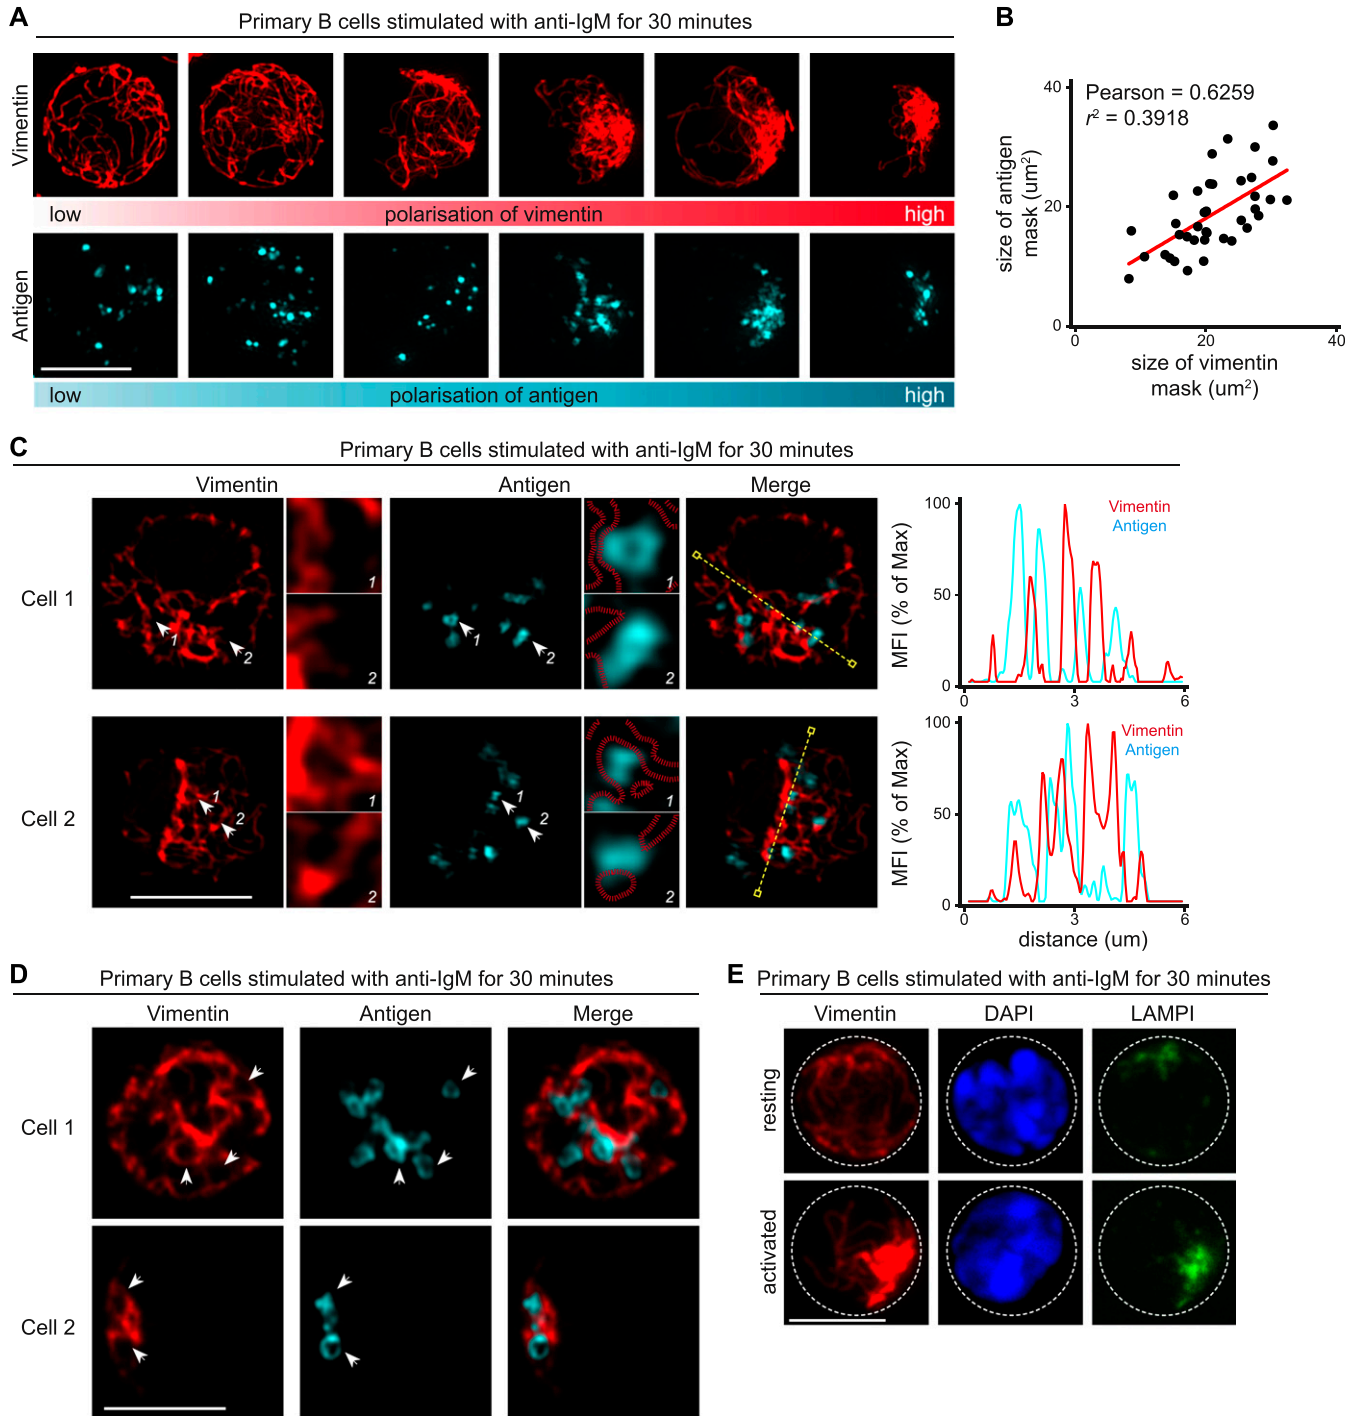 A
Primary B cells stimulated with anti-IgM for 30 minutes
Vimentin
low
polarisation of vimentin
high
Antigen
low
polarisation of antigen
high
B
Pearson = 0.6259
r² = 0.3918
size of antigen
mask (um²)
40
20
0
0
20
40
size of vimentin
mask (um²)
C
Primary B cells stimulated with anti-IgM for 30 minutes
Vimentin
Antigen
Merge
Cell 1
1
2
1
2
1
2
1
2
MFI (% of Max)
100
50
0
Vimentin
Antigen
0
3
6
Cell 2
1
2
1
2
1
2
1
2
MFI (% of Max)
100
50
0
Vimentin
Antigen
0
3
6
distance (um)
D
Primary B cells stimulated with anti-IgM for 30 minutes
Vimentin
Antigen
Merge
Cell 1
Cell 2
E
Primary B cells stimulated with anti-IgM for 30 minutes
Vimentin
DAPI
LAMPI
resting
activated